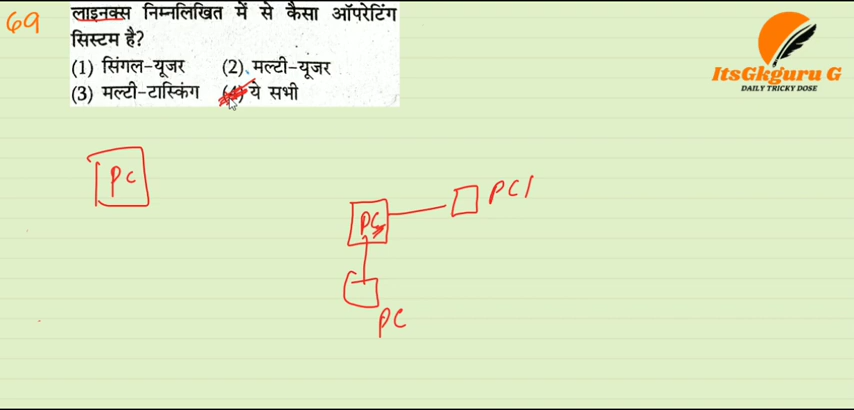 69
लाइनक्स निम्नलिखित में से कैसा ऑपरेटिंग
सिस्टम है?
(1) सिंगल-यूजर (2) मल्टी-यूजर
(3) मल्टी-टास्किंग (4) ये सभी
ItsGkguru G
DAILY TRICKY DOSE
PC
PC1
PC
PC